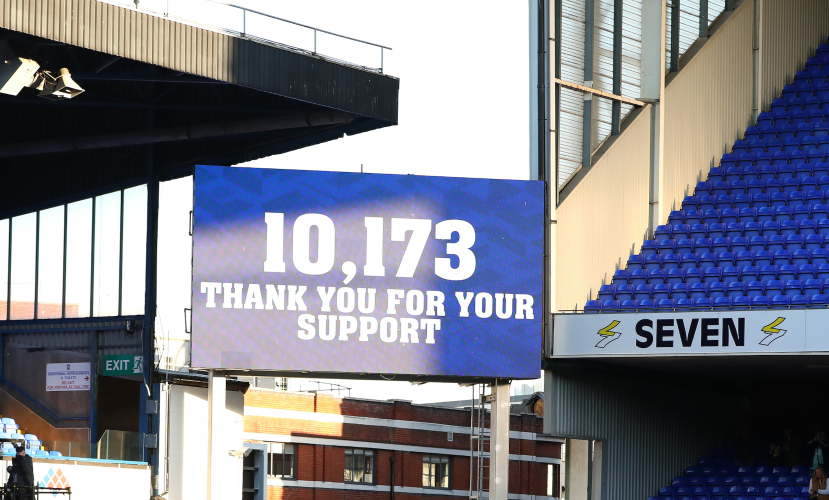 10,173
THANK YOU FOR YOUR
SUPPORT
SEVEN
EXIT